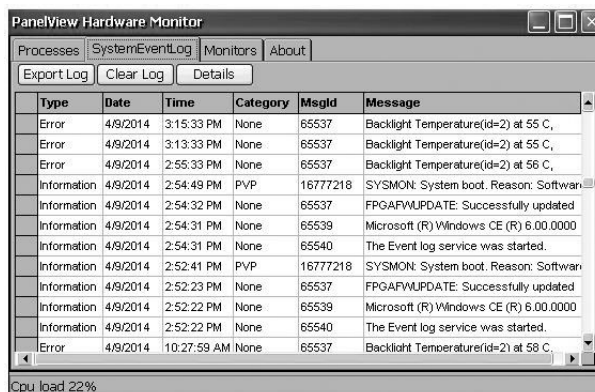 PanelView Hardware Monitor
Processes SystemEventLog Monitors About
Export Log Clear Log Details
Type Date Time Category MsgId Message
Error 4/9/2014 3:15:33 PM None 65537 Backlight Temperature(id=2) at 55 C,
Error 4/9/2014 3:13:33 PM None 65537 Backlight Temperature(id=2) at 55 C,
Error 4/9/2014 2:55:33 PM None 65537 Backlight Temperature(id=2) at 56 C,
Information 4/9/2014 2:54:49 PM PVP 16777218 SYSMON: System boot. Reason: Software
Information 4/9/2014 2:54:32 PM None 65537 FPGAFWUPDATE: Successfully updated
Information 4/9/2014 2:54:31 PM None 65539 Microsoft (R) Windows CE (R) 6.00.0000
Information 4/9/2014 2:54:31 PM None 65540 The Event log service was started.
Information 4/9/2014 2:52:41 PM PVP 16777218 SYSMON: System boot. Reason: Software
Information 4/9/2014 2:52:23 PM None 65537 FPGAFWUPDATE: Successfully updated
Information 4/9/2014 2:52:22 PM None 65539 Microsoft (R) Windows CE (R) 6.00.0000
Information 4/9/2014 2:52:22 PM None 65540 The Event log service was started.
Error 4/9/2014 10:27:59 AM None 65537 Backlight Temperature(id=2) at 58 C,
Cpu load 22%